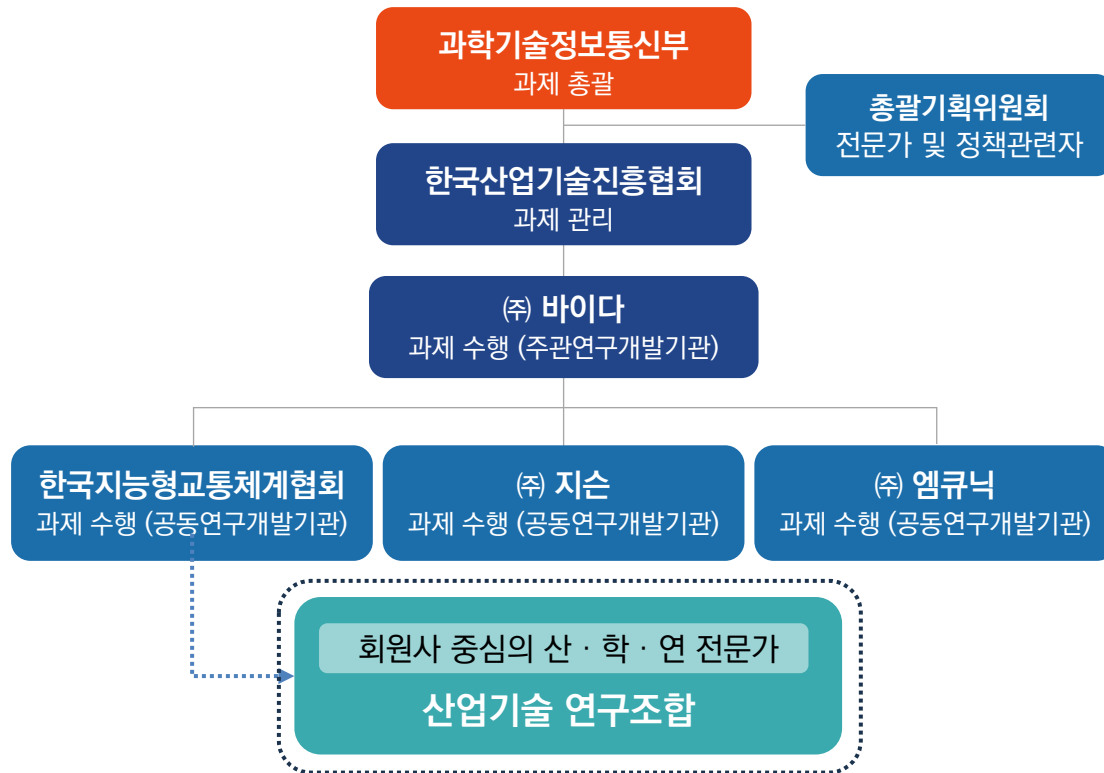 과학기술정보통신부
과제 총괄
총괄기획위원회
전문가 및 정책관련자
한국산업기술진흥협회
과제 관리
㈜ 바이다
과제 수행 (주관연구개발기관)
한국지능형교통체계협회
과제 수행 (공동연구개발기관)
㈜ 지슨
과제 수행 (공동연구개발기관)
㈜ 엠큐닉
과제 수행 (공동연구개발기관)
회원사 중심의 산 · 학 · 연 전문가
산업기술 연구조합